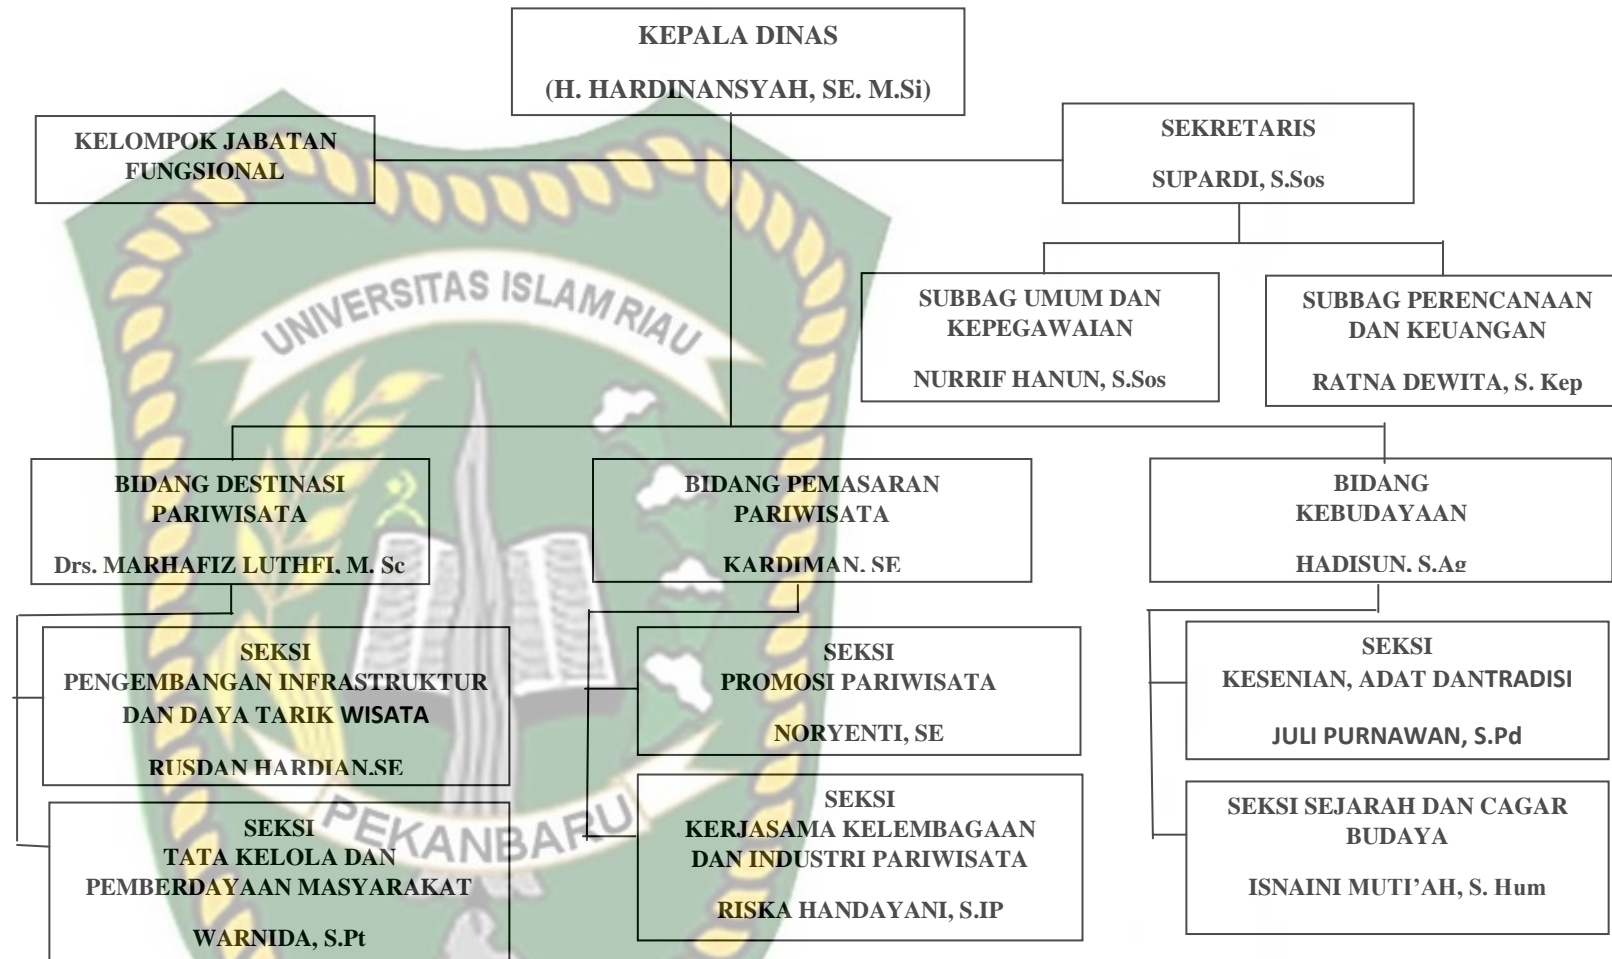 KEPALA DINAS
(H. HARDINANSYAH, SE. M.Si)
KELOMPOK JABATAN
FUNGSIONAL
SEKRETARIS
SUPARDI, S.Sos
SUBBAG UMUM DAN
KEPEGAWAIAN
NURRIF HANUN, S.Sos
SUBBAG PERENCANAAN
DAN KEUANGAN
RATNA DEWITA, S. Kep
UNIVERSITAS ISLAM RIAU
BIDANG DESTINASI
PARIWISATA
Drs. MARHAFIZ LUTHFI, M. Sc
BIDANG PEMASARAN
PARIWISATA
KARDIMAN, SE
BIDANG
KEBUDAYAAN
HADISUN, S.Ag
SEKSI
PENGEMBANGAN INFRASTRUKTUR
DAN DAYA TARIK WISATA
RUSDAN HARDIAN,SE
SEKSI
PROMOSI PARIWISATA
NORYENTI, SE
SEKSI
KESENIAN, ADAT DANTRADISI
JULI PURNAWAN, S.Pd
SEKSI
TATA KELOLA DAN
PEMBERDAYAAN MASYARAKAT
WARNIDA, S.Pt
SEKSI
KERJASAMA KELEMBAGAAN
DAN INDUSTRI PARIWISATA
RISKA HANDAYANI, S.IP
SEKSI SEJARAH DAN CAGAR
BUDAYA
ISNAINI MUTI’AH, S. Hum
PEKANBARU